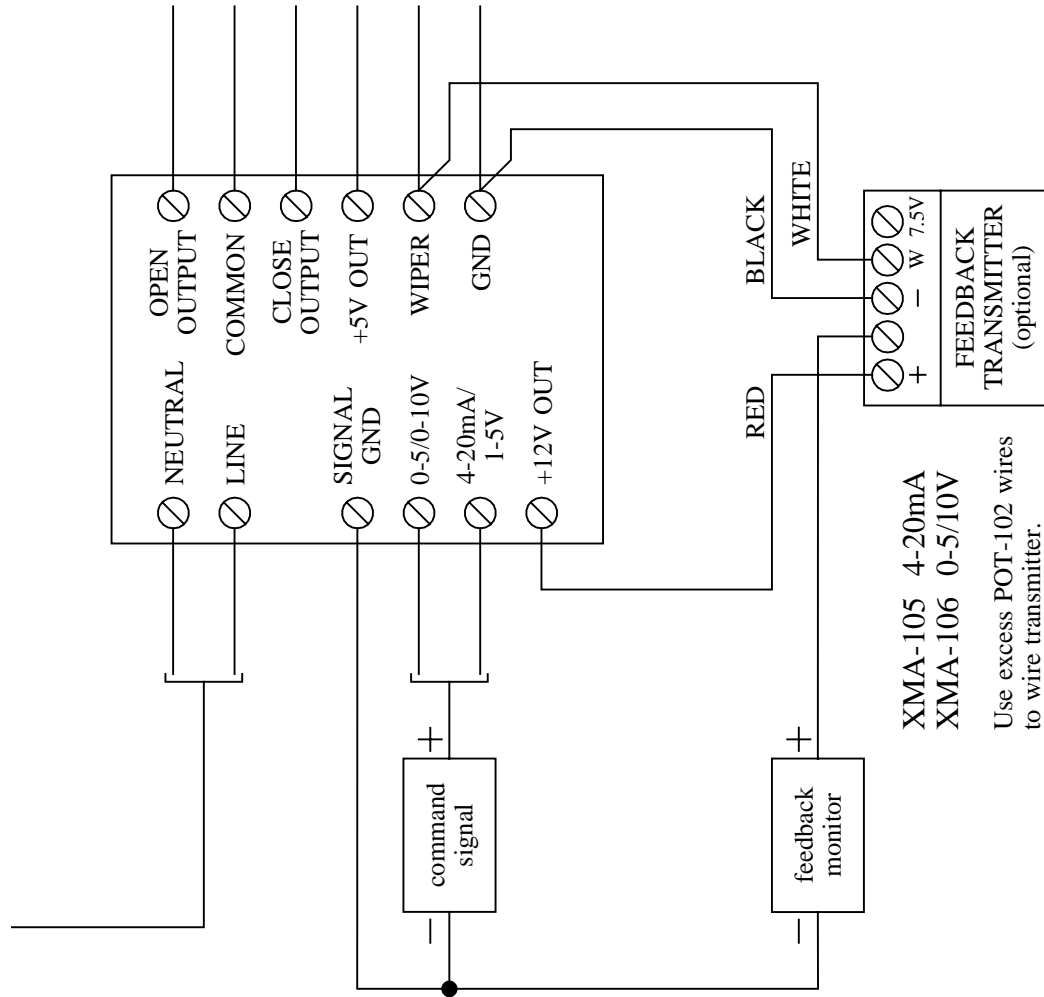 OPEN
OUTPUT
COMMON
CLOSE
OUTPUT
+5V OUT
WIPER
GND
NEUTRAL
LINE
SIGNAL
GND
0-5/0-10V
4-20mA/
1-5V
+12V OUT
command
signal
+
−
feedback
monitor
+
−
RED
BLACK
WHITE
+
−
W
7.5V
FEEDBACK
TRANSMITTER
(optional)
XMA-105 4-20mA
XMA-106 0-5/10V
Use excess POT-102 wires
to wire transmitter.